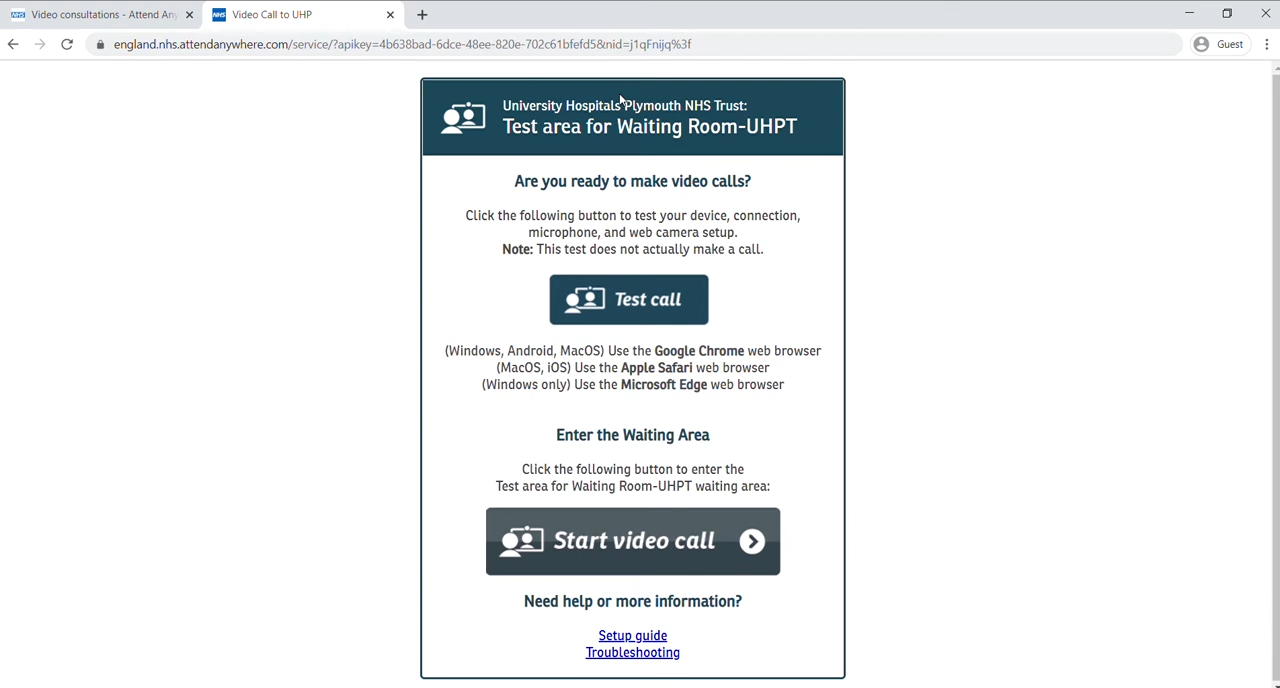 NHS Video consultations - Attend An
NHS Video Call to UHP
england.nhs.attendanywhere.com/service/?apikey=4b638bad-6dce-48ee-820e-702c61bfefd5&nid=j1qFnijq%3f
Guest
University Hospitals Plymouth NHS Trust:
Test area for Waiting Room-UHPT
Are you ready to make video calls?
Click the following button to test your device, connection,
microphone, and web camera setup.
Note: This test does not actually make a call.
Test call
(Windows, Android, MacOS) Use the Google Chrome web browser
(MacOS, iOS) Use the Apple Safari web browser
(Windows only) Use the Microsoft Edge web browser
Enter the Waiting Area
Click the following button to enter the
Test area for Waiting Room-UHPT waiting area:
Start video call
Need help or more information?
Setup guide
Troubleshooting